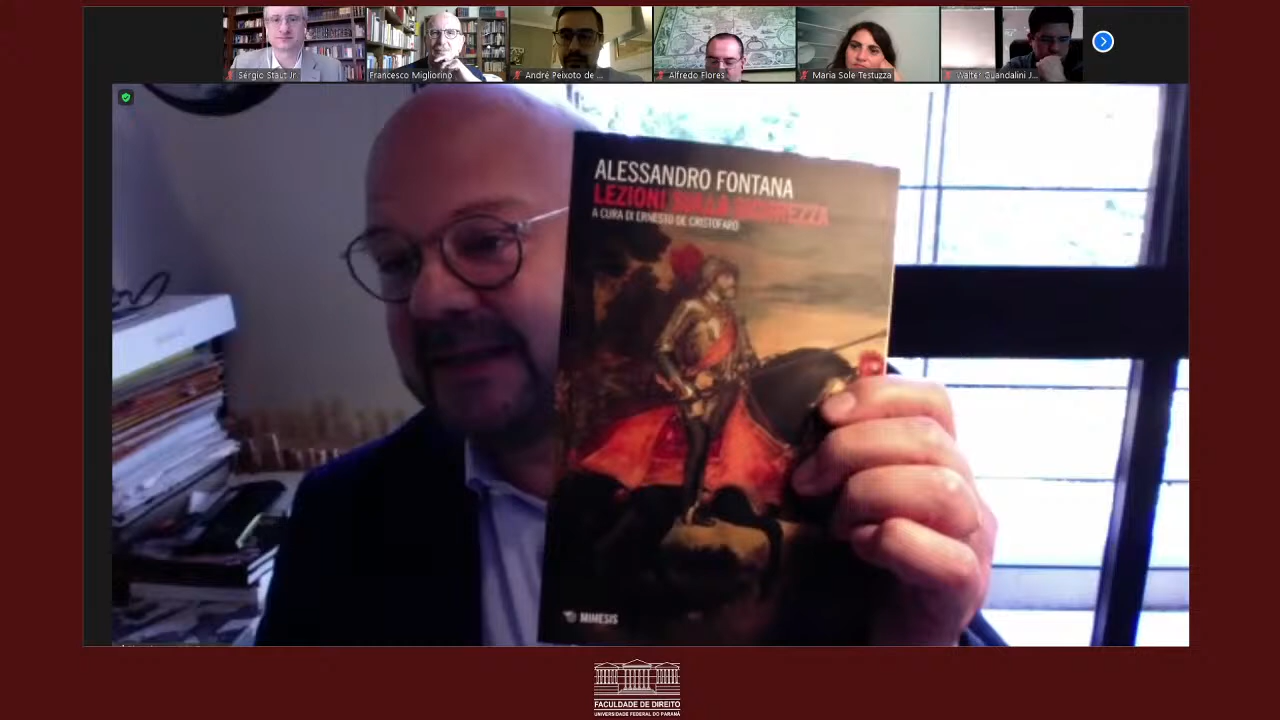 Sérgio Staut Jr
Francesco Migliorino
André Peixoto de ...
Alfredo Flores
Maria Sole Testuzza
Walter Guandalini J...
ALESSANDRO FONTANA
LEZIONI SULLA SICUREZZA
A CURA DI ERNESTO DE CRISTOFARO
MIMESIS
FACULDADE DE DIREITO
UNIVERSIDADE FEDERAL DO PARANÁ